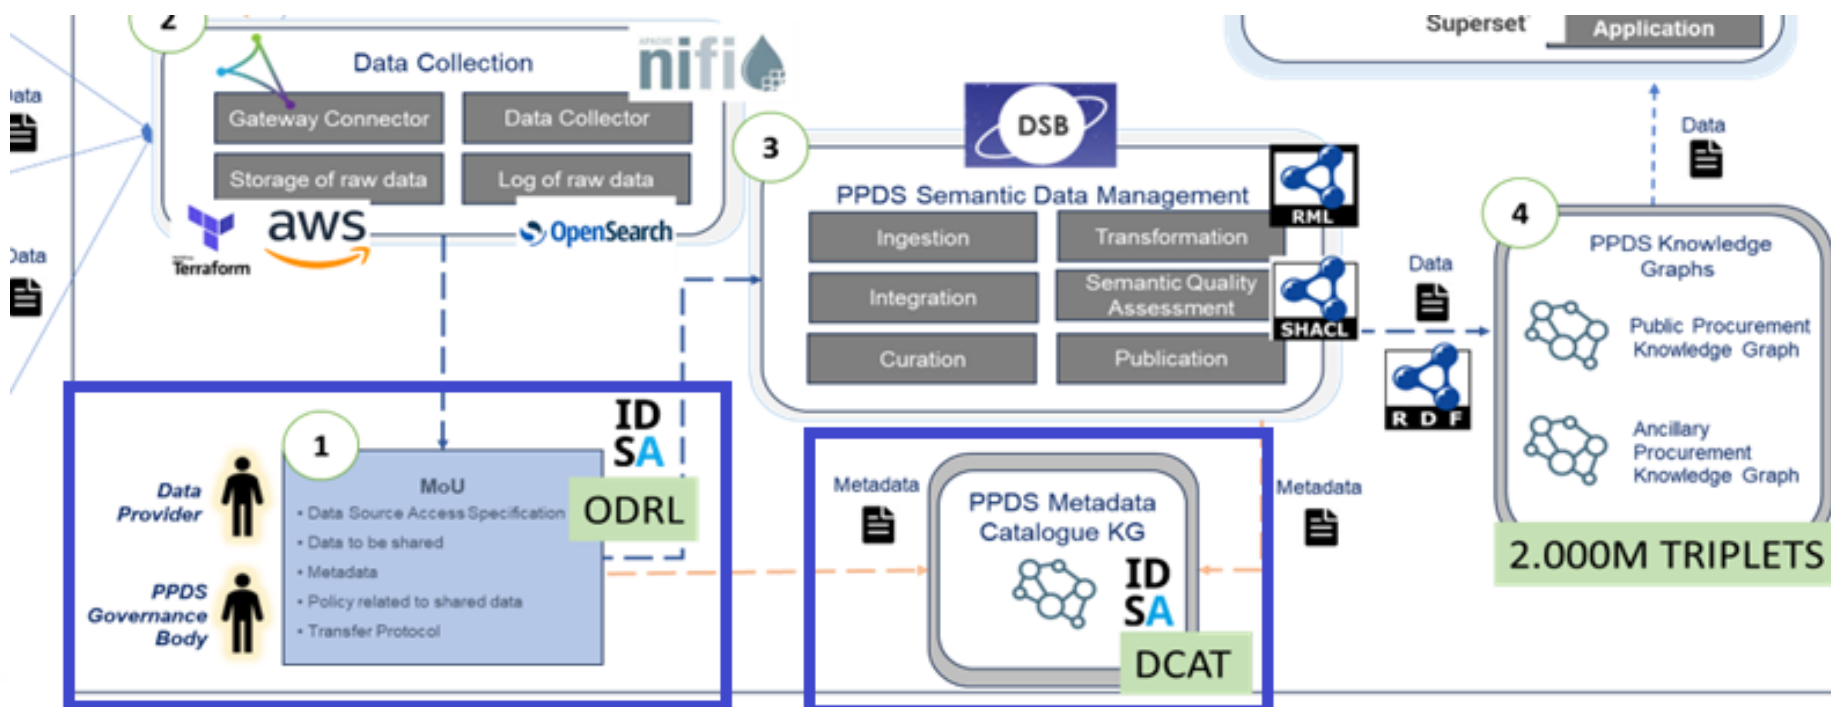 2
Data Collection
APACHE
nifi
Gateway Connector
Data Collector
Storage of raw data
Log of raw data
Terraform
aws
OpenSearch
Data
Data
Superset
Application
Data
3
DSB
PPDS Semantic Data Management
RML
Ingestion
Transformation
Integration
Semantic Quality
Assessment
SHACL
Curation
Publication
Data
RDF
4
PPDS Knowledge
Graphs
Public Procurement
Knowledge Graph
Ancillary
Procurement
Knowledge Graph
2.000M TRIPLETS
1
ID
SA
Data
Provider
PPDS
Governance
Body
MoU
ODRL
• Data Source Access Specification
• Data to be shared
• Metadata
• Policy related to shared data
• Transfer Protocol
Metadata
PPDS Metadata
Catalogue KG
ID
SA
DCAT
Metadata